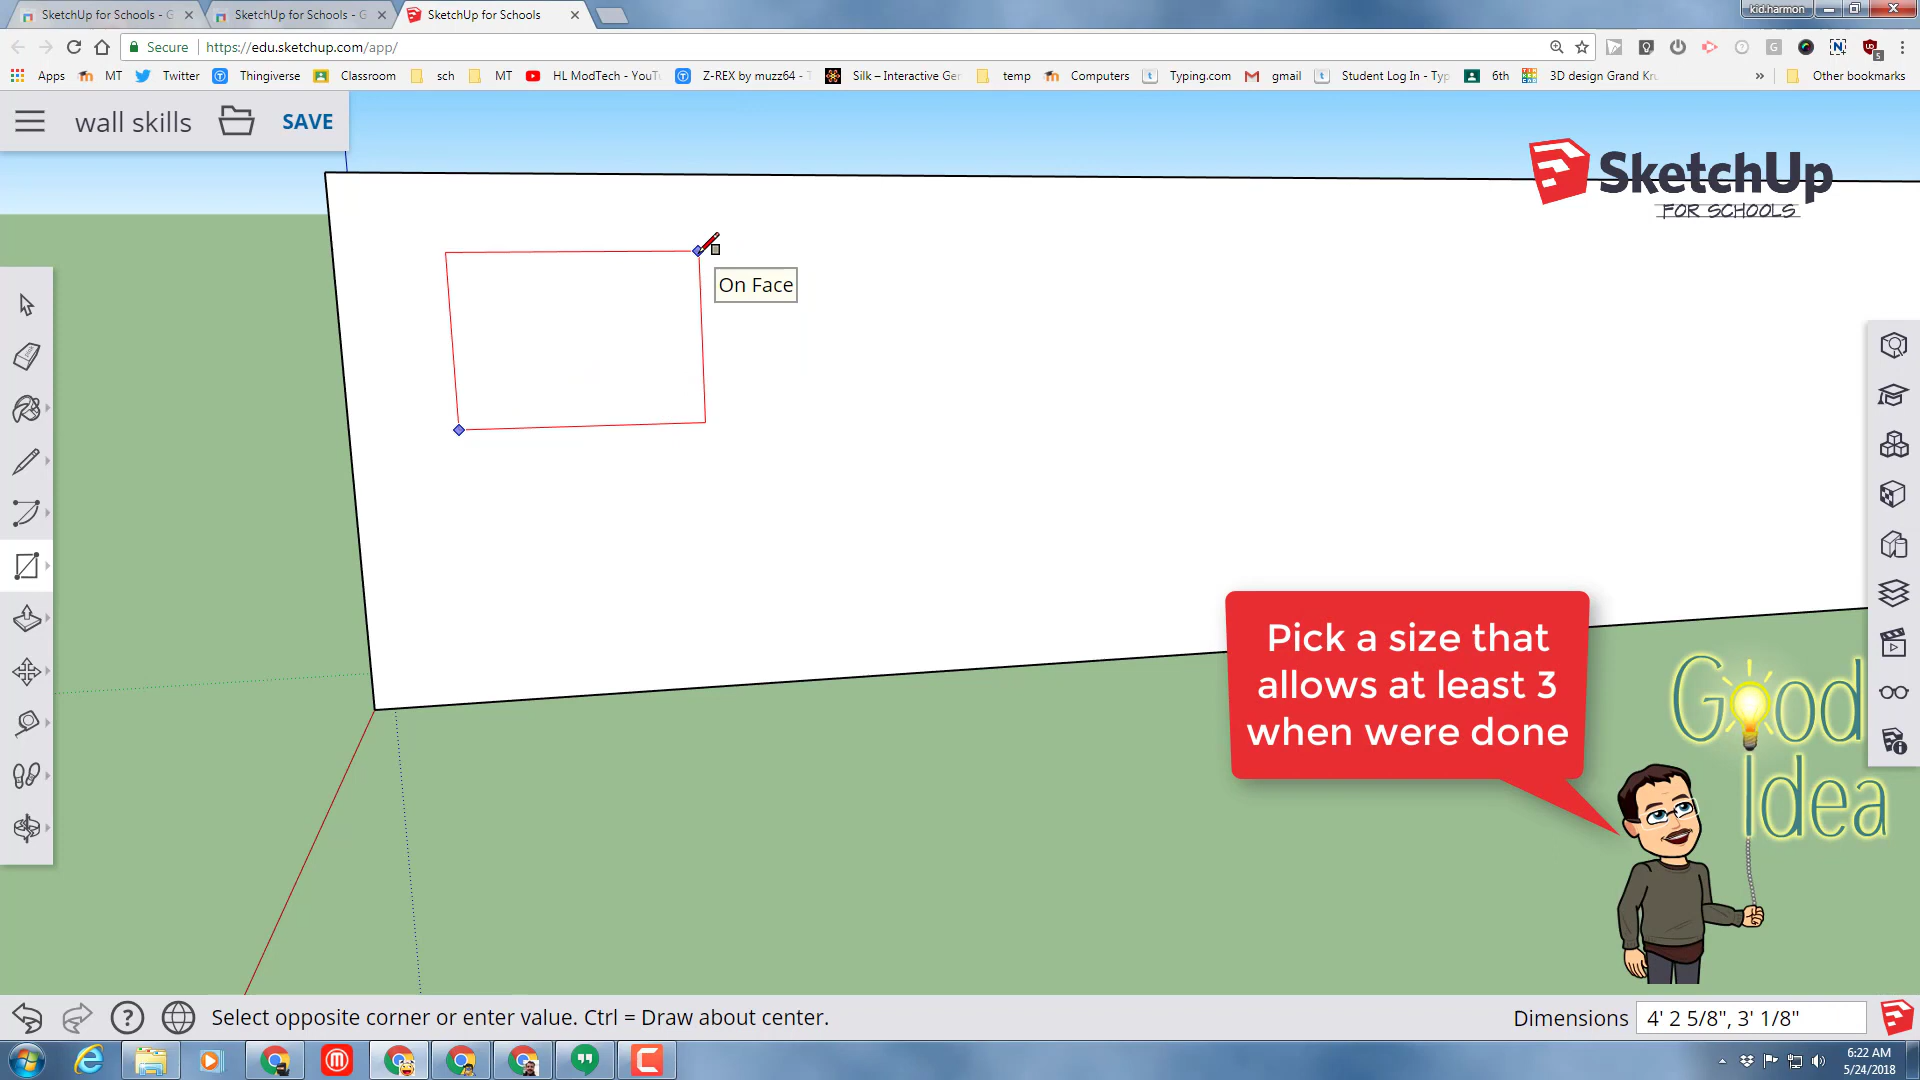 SketchUp for Schools - G
SketchUp for Schools - G
SketchUp for Schools
kid.harmon
Secure
https://edu.sketchup.com/app/
Apps
MT
Twitter
Thingiverse
Classroom
sch
MT
HL ModTech - YouTu
Z-REX by muzz64 - T
Silk – Interactive Gen
temp
Computers
Typing.com
gmail
Student Log In - Typ
6th
3D design Grand Kru
»
Other bookmarks
5
wall skills
SAVE
SketchUp
FOR SCHOOLS
On Face
Pick a size that
allows at least 3
when were done
Good
Idea
Select opposite corner or enter value. Ctrl = Draw about center.
Dimensions
4' 2 5/8", 3' 1/8"
6:22 AM
5/24/2018